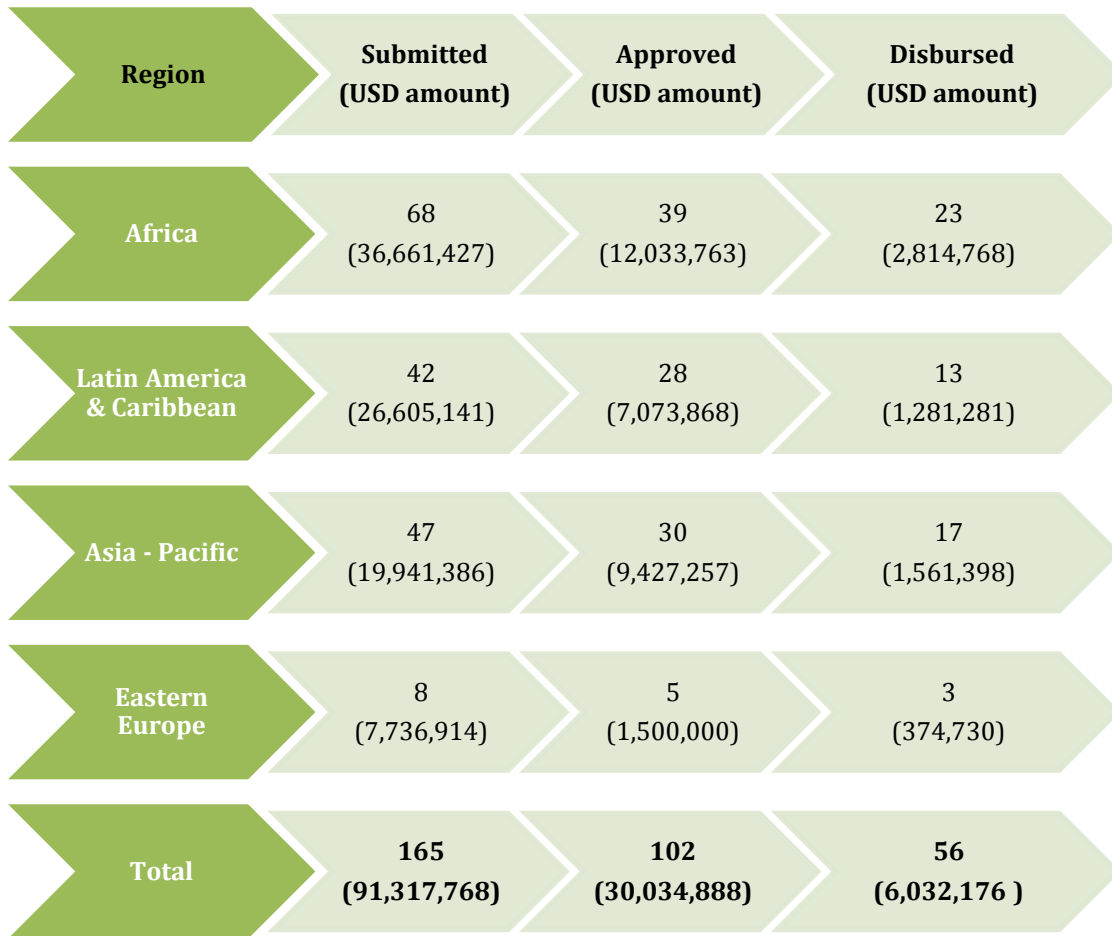 Region
Submitted
(USD amount)
Approved
(USD amount)
Disbursed
(USD amount)
Africa
68
(36,661,427)
39
(12,033,763)
23
(2,814,768)
Latin America
& Caribbean
42
(26,605,141)
28
(7,073,868)
13
(1,281,281)
Asia - Pacific
47
(19,941,386)
30
(9,427,257)
17
(1,561,398)
Eastern
Europe
8
(7,736,914)
5
(1,500,000)
3
(374,730)
Total
165
(91,317,768)
102
(30,034,888)
56
(6,032,176 )